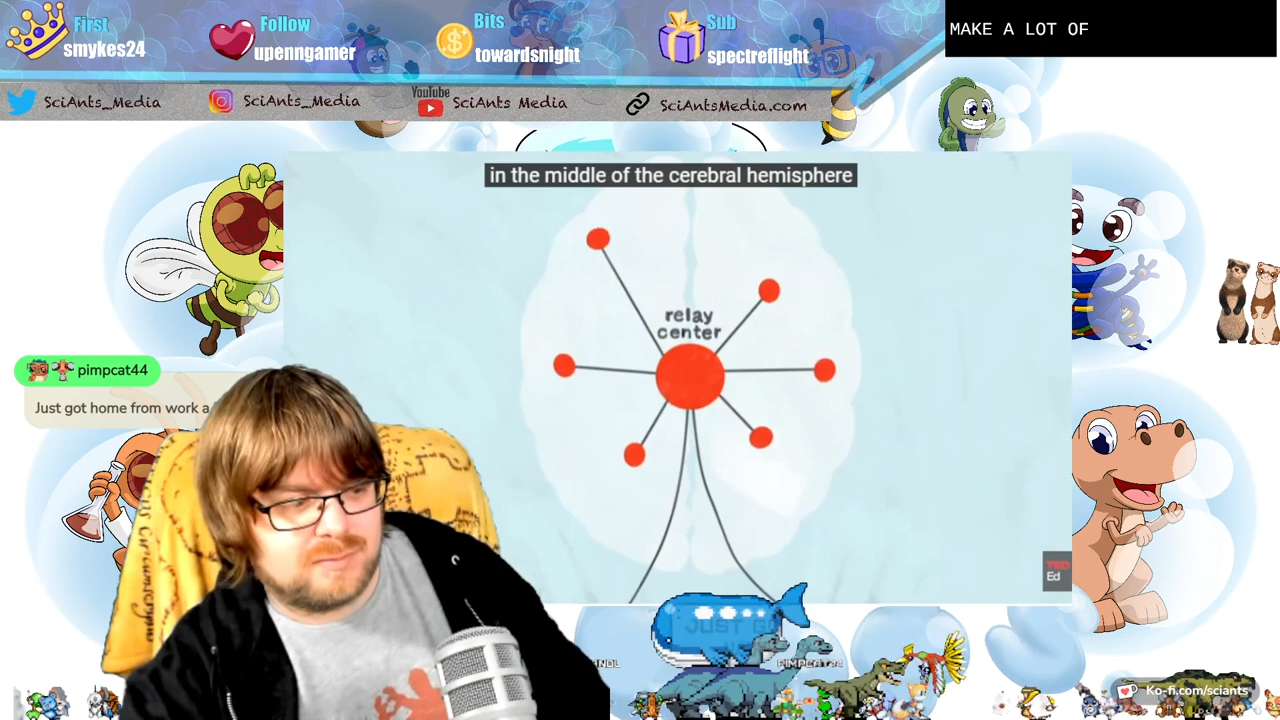 First
smykes24
Follow
upenngamer
Bits
towardsnight
Sub
spectreflight
MAKE A LOT OF
SciAnts_Media
SciAnts_Media
YouTube
SciAnts Media
SciAntsMedia.com
in the middle of the cerebral hemisphere
relay
center
pimpcat44
Just got home from work a
TED
Ed
JUST G
PIMPCAT44
Ko-fi.com/sciants